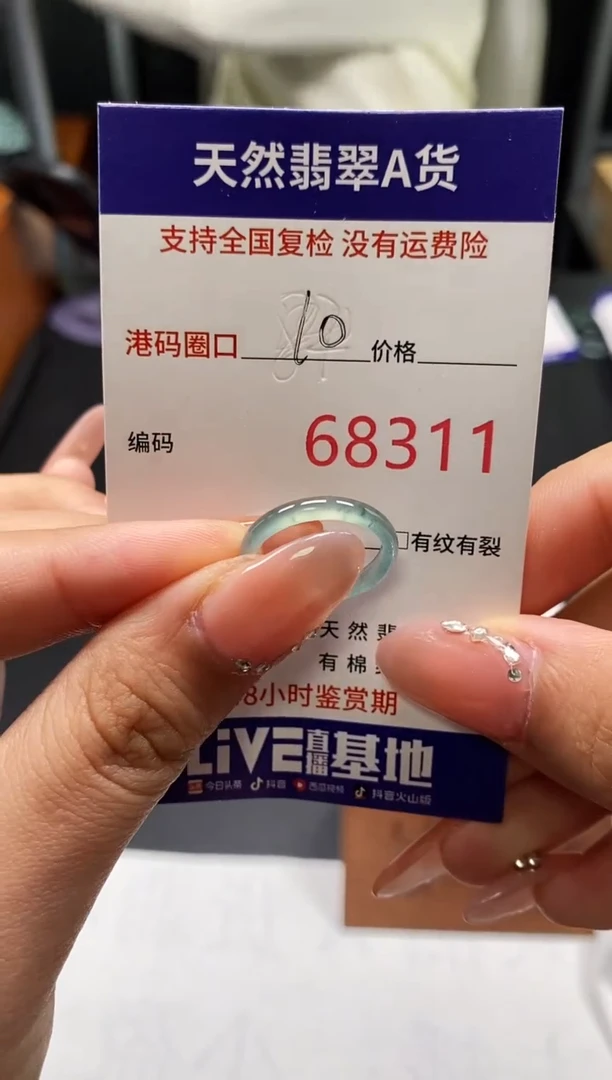 天然翡翠A货
支持全国复检 没有运费险
港码圈口 10 价格
编码 68311
□有纹有裂
天然翡
有棉
8小时鉴赏期
LiVE直播基地
今日头条 抖音 西瓜视频 抖音火山版